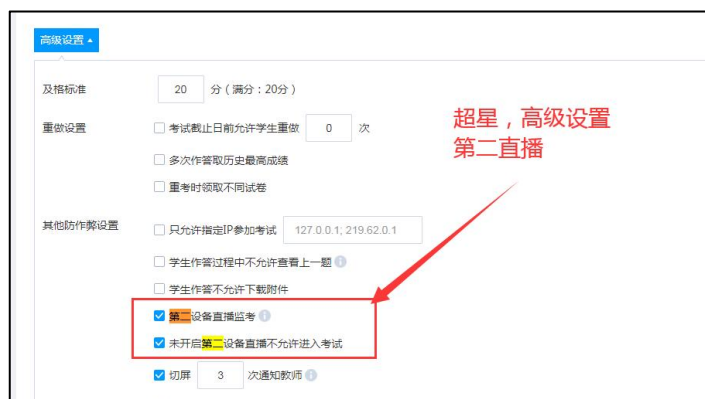 高级设置
及格标准 20 分（满分：20分）
重做设置 考试截止日前允许学生重做 0 次
多次作答取历史最高成绩
重考时领取不同试卷
超星，高级设置
第二直播
其他防作弊设置 只允许指定IP参加考试 127.0.0.1; 219.62.0.1
学生作答过程中不允许查看上一题
学生作答不允许下载附件
第二设备直播监考
未开启第二设备直播不允许进入考试
切屏 3 次通知教师